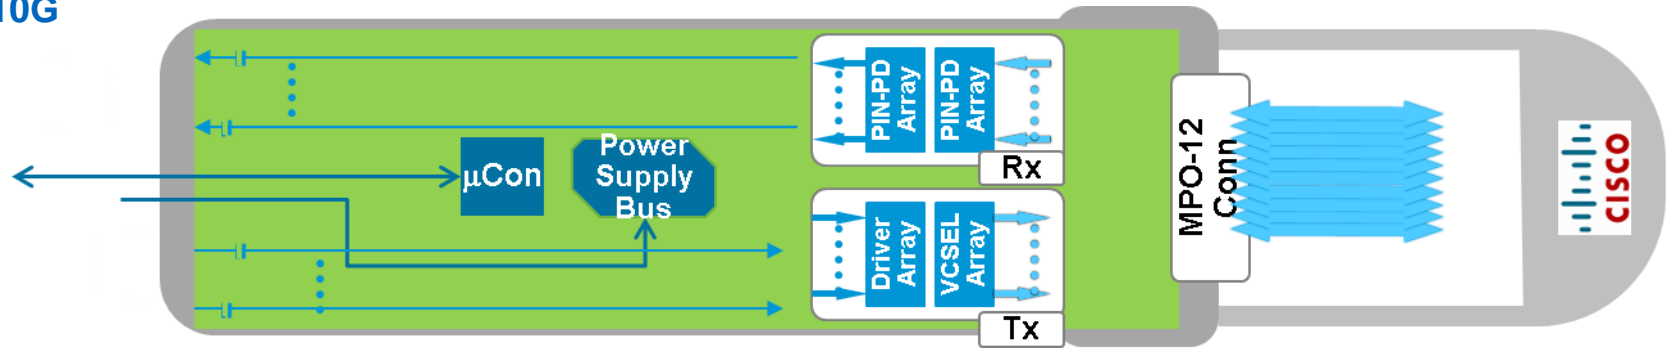 10G
PIN-PD
Array
PIN-PD
Array
Rx
µCon
Power
Supply
Bus
Driver
Array
VCSEL
Array
Tx
MPO-12
Conn
CISCO